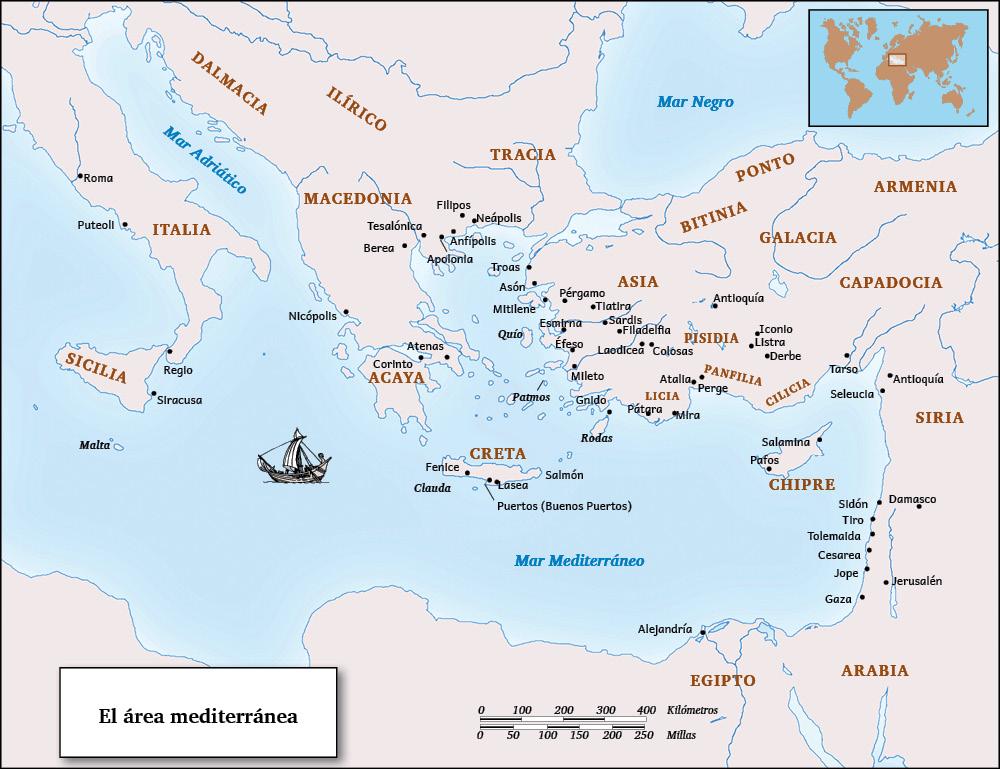 DALMACIA
ILÍRICO
Mar Negro
Mar Adriático
TRACIA
PONTO
ARMENIA
Roma
MACEDONIA
BITINIA
Filipos
Neápolis
Puteoli
ITALIA
Tesalónica
Anfípolis
GALACIA
Berea
Apolonia
Troas
ASIA
CAPADOCIA
Asón
Pérgamo
Antioquía
Mitilene
Tiatira
Nicópolis
Esmirna
Sardis
Quío
Filadelfia
PISIDIA
Iconio
Listra
Atenas
Éfeso
Laodicea
Colosas
Derbe
Corinto
SICILIA
Regio
ACAYA
Mileto
Atalia
PANFILIA
Tarso
Antioquía
Perge
CILICIA
Seleucia
Siracusa
Patmos
Gnido
LICIA
Pátara
Mira
SIRIA
Rodas
Malta
Salamina
CRETA
Pafos
Fenice
Salmón
CHIPRE
Clauda
Lasea
Puertos (Buenos Puertos)
Sidón
Damasco
Tiro
Tolemaida
Mar Mediterráneo
Cesarea
Jope
Jerusalén
Gaza
Alejandría
EGIPTO
ARABIA
El área mediterránea
0 100 200 300 400 Kilómetros
0 50 100 150 200 250 Millas